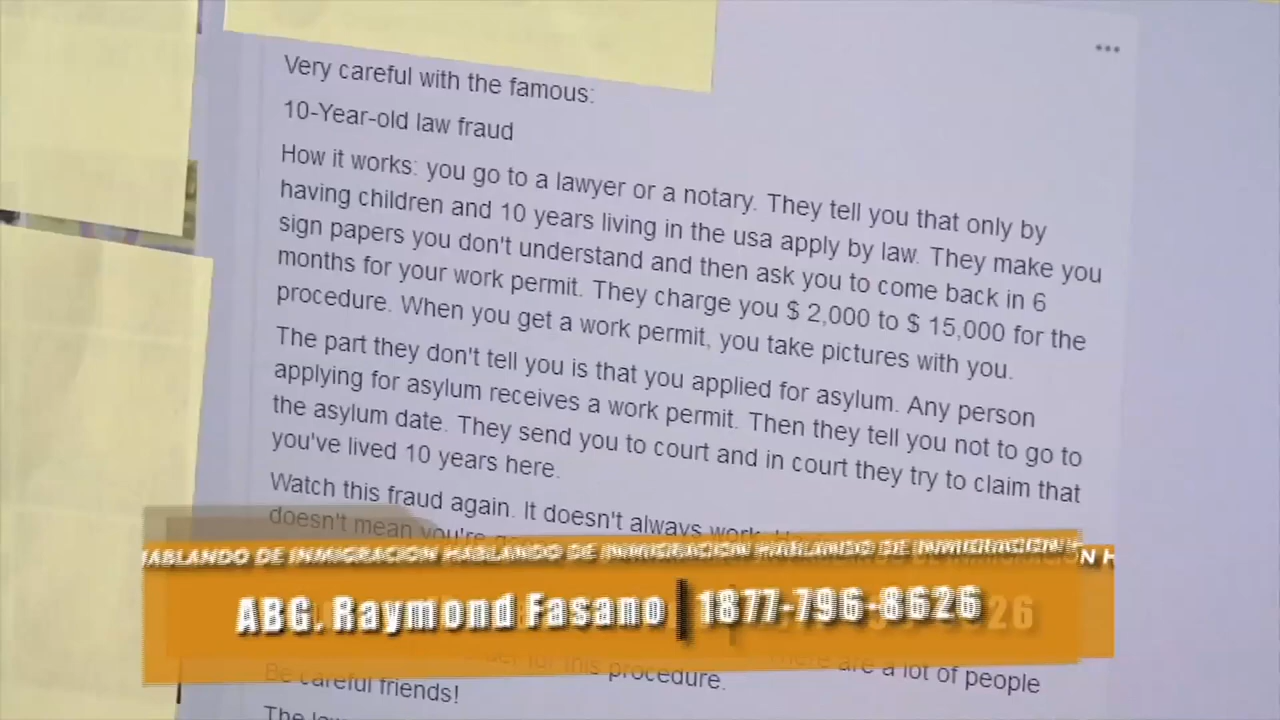 Very careful with the famous:
10-Year-old law fraud
How it works: you go to a lawyer or a notary. They tell you that only by
having children and 10 years living in the usa apply by law. They make you
sign papers you don't understand and then ask you to come back in 6
months for your work permit. They charge you $ 2,000 to $ 15,000 for the
procedure. When you get a work permit, you take pictures with you.
The part they don't tell you is that you applied for asylum. Any person
applying for asylum receives a work permit. Then they tell you not to go to
the asylum date. They send you to court and in court they try to claim that
you've lived 10 years here.
Watch this fraud again. It doesn't always work.
doesn't mean you're
HABLANDO DE INMIGRACION HABLANDO DE INMIGRACION HABLANDO DE INMIGRACION H
ABG. Raymond Fasano | 1877-796-8626
for this procedure. There are a lot of people
Be careful friends!
The